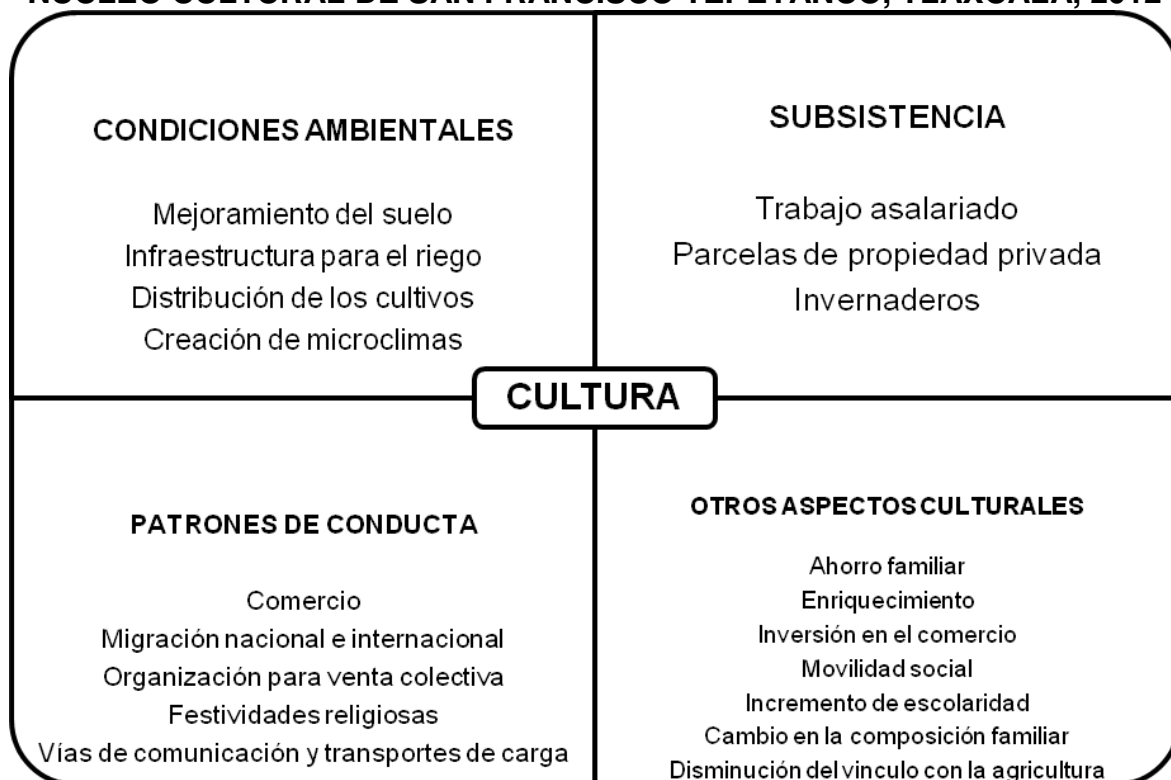 NÚCLEO CULTURAL DE SAN FRANCISCO TEPEYANCO, TLAXCALA, 2012
CONDICIONES AMBIENTALES
Mejoramiento del suelo
Infraestructura para el riego
Distribución de los cultivos
Creación de microclimas
SUBSISTENCIA
Trabajo asalariado
Parcelas de propiedad privada
Invernaderos
CULTURA
PATRONES DE CONDUCTA
Comercio
Migración nacional e internacional
Organización para venta colectiva
Festividades religiosas
Vías de comunicación y transportes de carga
OTROS ASPECTOS CULTURALES
Ahorro familiar
Enriquecimiento
Inversión en el comercio
Movilidad social
Incremento de escolaridad
Cambio en la composición familiar
Disminución del vinculo con la agricultura